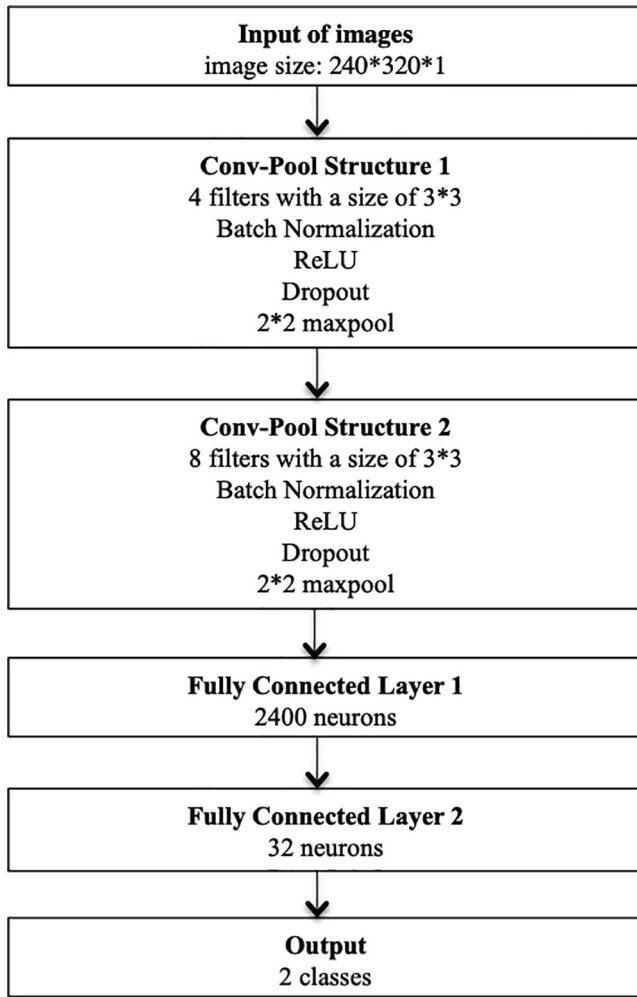 Input of images
image size: 240*320*1
Conv-Pool Structure 1
4 filters with a size of 3*3
Batch Normalization
ReLU
Dropout
2*2 maxpool
Conv-Pool Structure 2
8 filters with a size of 3*3
Batch Normalization
ReLU
Dropout
2*2 maxpool
Fully Connected Layer 1
2400 neurons
Fully Connected Layer 2
32 neurons
Output
2 classes